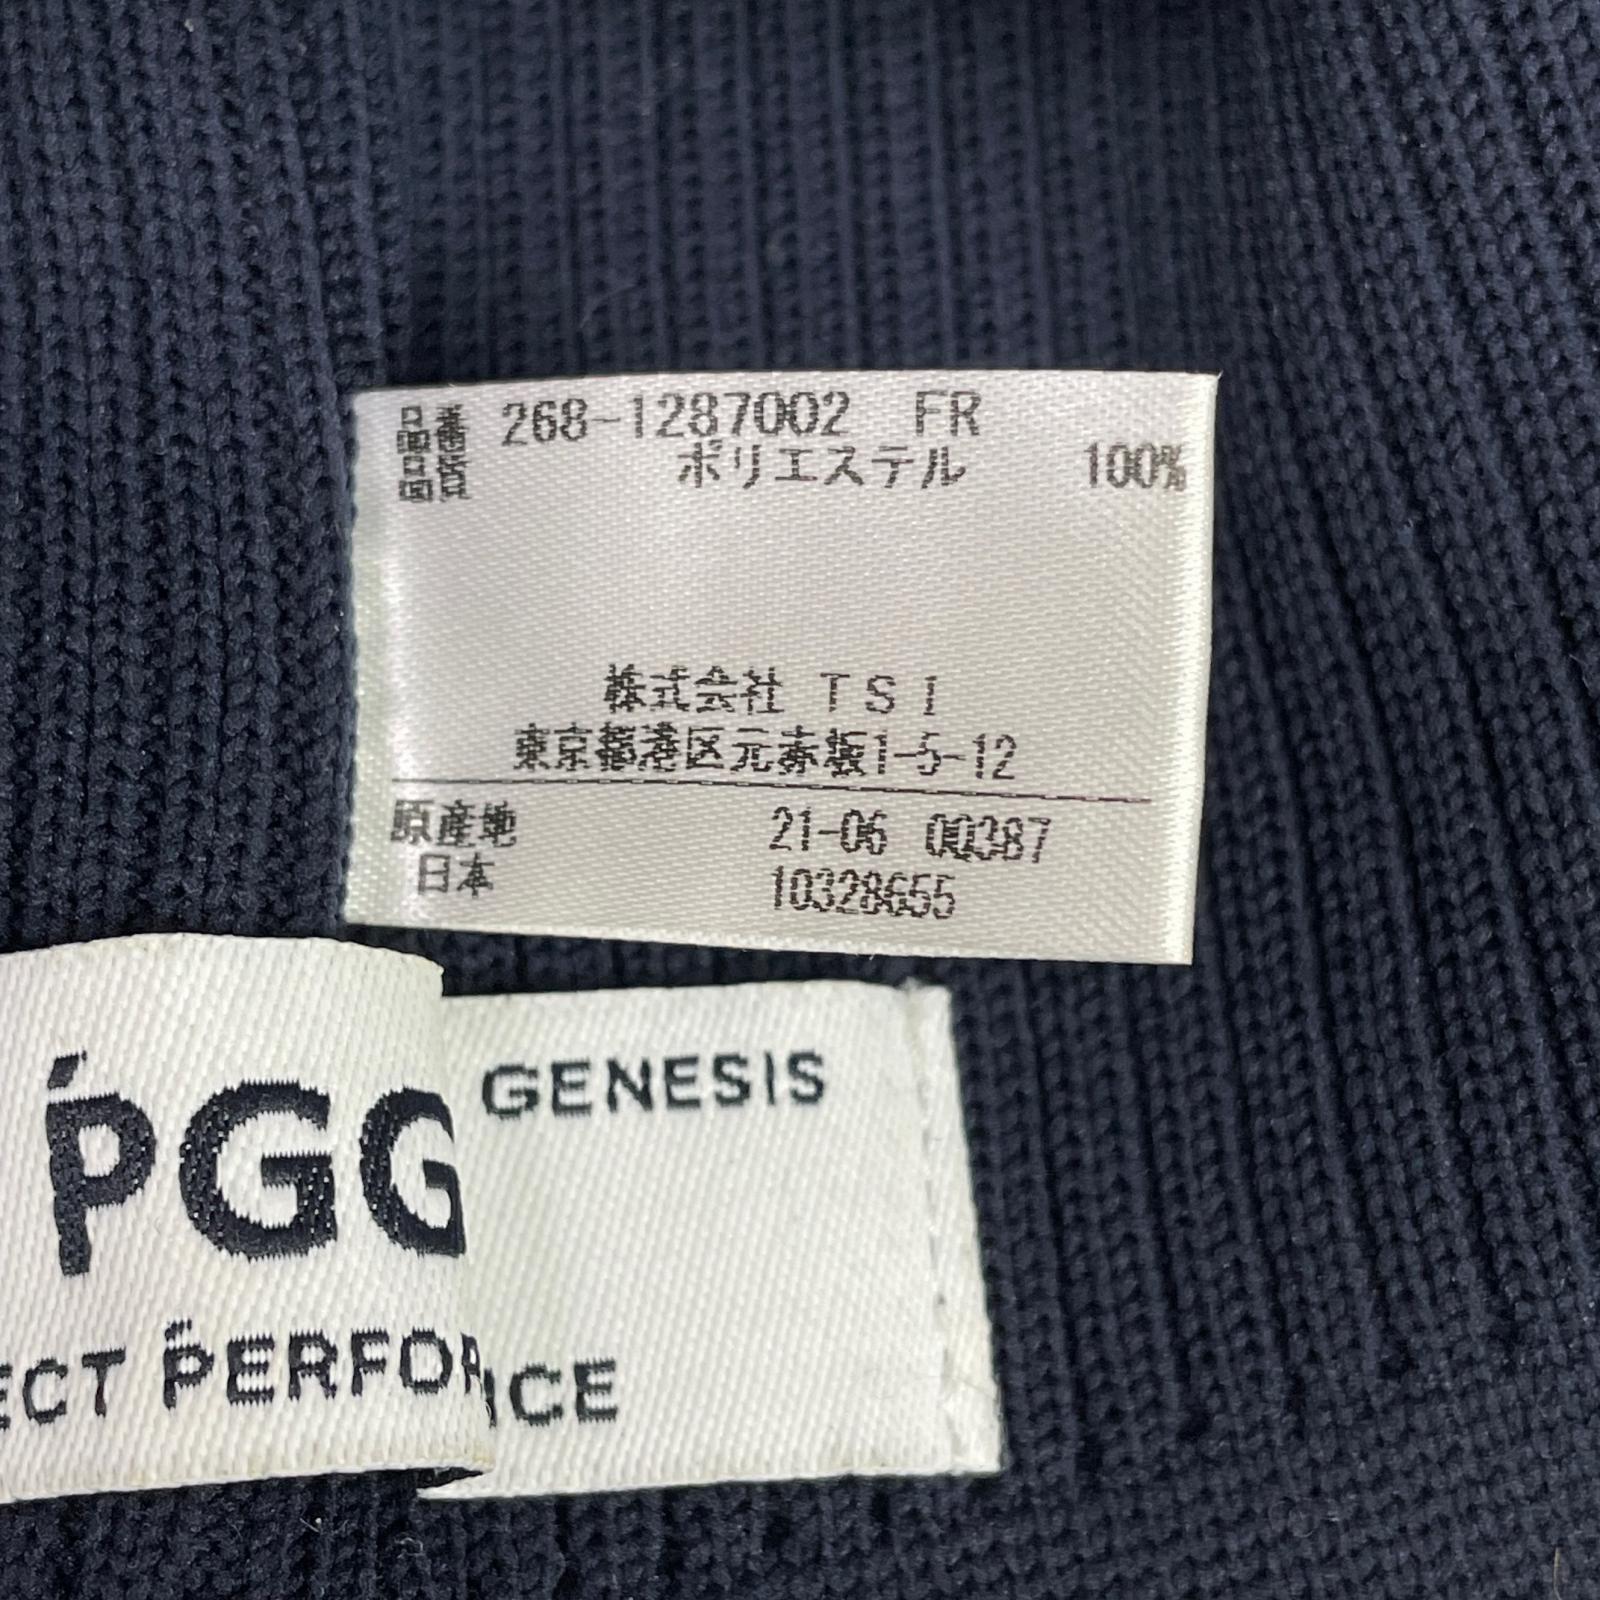 品番 268-1287002 FR
品質 ポリエステル 100%
株式会社 TSI
東京都港区元赤坂1-5-12
原産地 21-06 00387
日本 10328655
GENESIS
PGG
ECT PERFOR
ICE